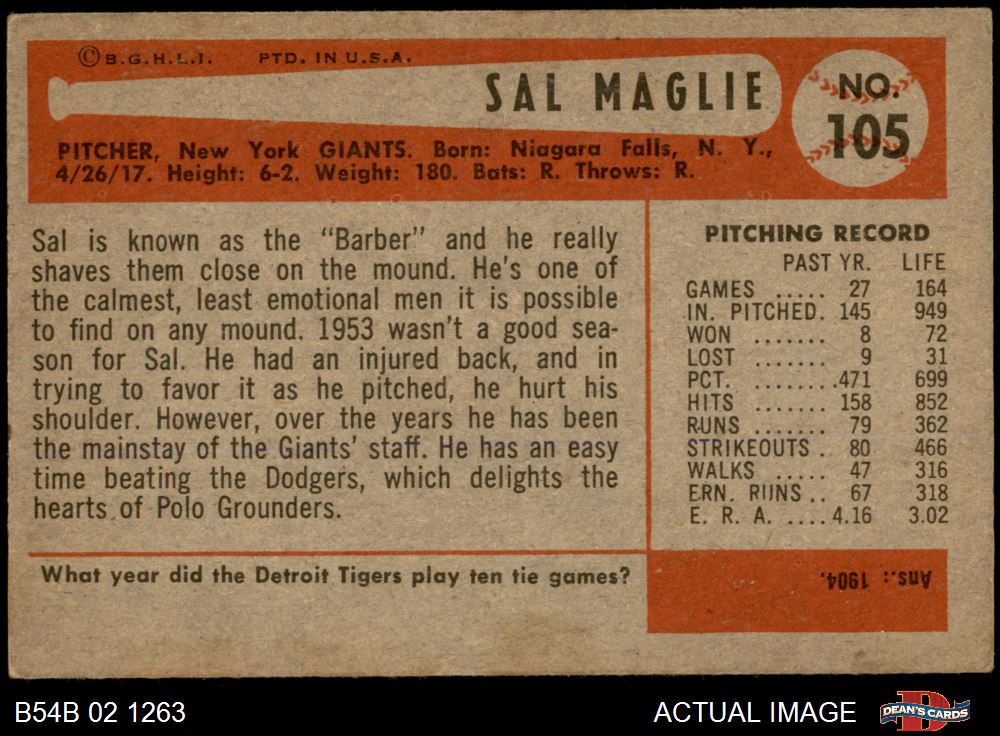 © B.G.H.L.I. PTD. IN U.S.A.
SAL MAGLIE
NO.
105
PITCHER, New York GIANTS. Born: Niagara Falls, N. Y.,
4/26/17. Height: 6-2. Weight: 180. Bats: R. Throws: R.
Sal is known as the "Barber" and he really
shaves them close on the mound. He's one of
the calmest, least emotional men it is possible
to find on any mound. 1953 wasn't a good sea-
son for Sal. He had an injured back, and in
trying to favor it as he pitched, he hurt his
shoulder. However, over the years he has been
the mainstay of the Giants' staff. He has an easy
time beating the Dodgers, which delights the
hearts of Polo Grounders.
PITCHING RECORD
PAST YR. LIFE
GAMES ..... 27 164
IN. PITCHED. 145 949
WON ....... 8 72
LOST ....... 9 31
PCT. ........471 699
HITS ....... 158 852
RUNS ....... 79 362
STRIKEOUTS . 80 466
WALKS ..... 47 316
ERN. RUNS .. 67 318
E. R. A. ....4.16 3.02
What year did the Detroit Tigers play ten tie games?
Ans.: 1904.
B54B 02 1263
ACTUAL IMAGE
D
DEAN'S CARDS